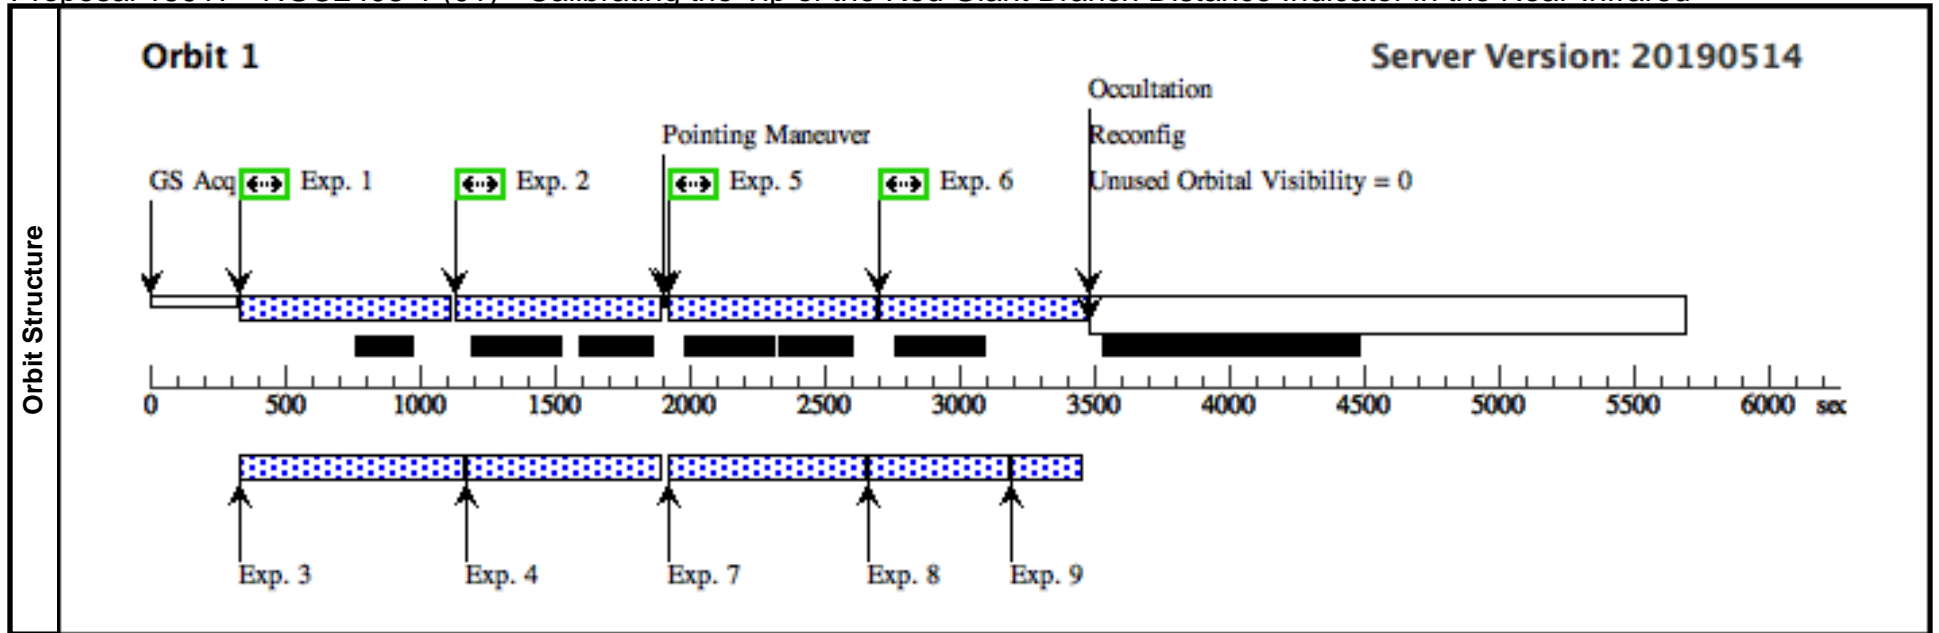 Orbit 1
Server Version: 20190514
Occultation
Pointing Maneuver
Reconfig
GS Acq
Exp. 1
Exp. 2
Exp. 5
Exp. 6
Unused Orbital Visibility = 0
Orbit Structure
0 500 1000 1500 2000 2500 3000 3500 4000 4500 5000 5500 6000 sec
Exp. 3
Exp. 4
Exp. 7
Exp. 8
Exp. 9